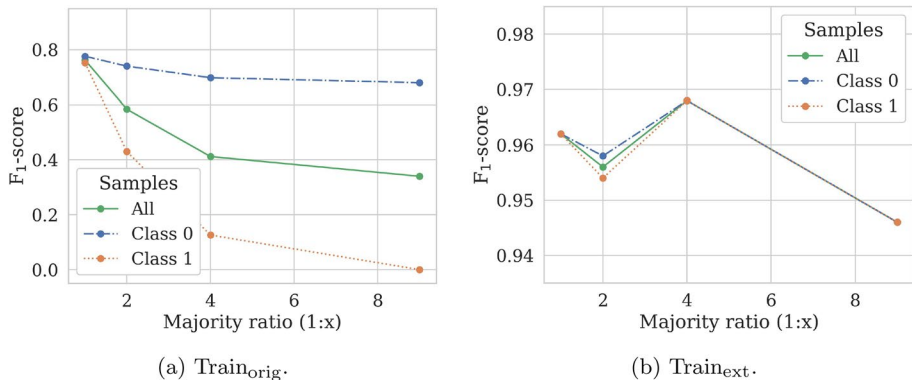 F1-score
0.8
0.6
0.4
0.2
0.0
Samples
All
Class 0
Class 1
2 4 6 8
Majority ratio (1:x)
(a) Trainorig.
F1-score
0.98
0.97
0.96
0.95
0.94
Samples
All
Class 0
Class 1
2 4 6 8
Majority ratio (1:x)
(b) Trainext.